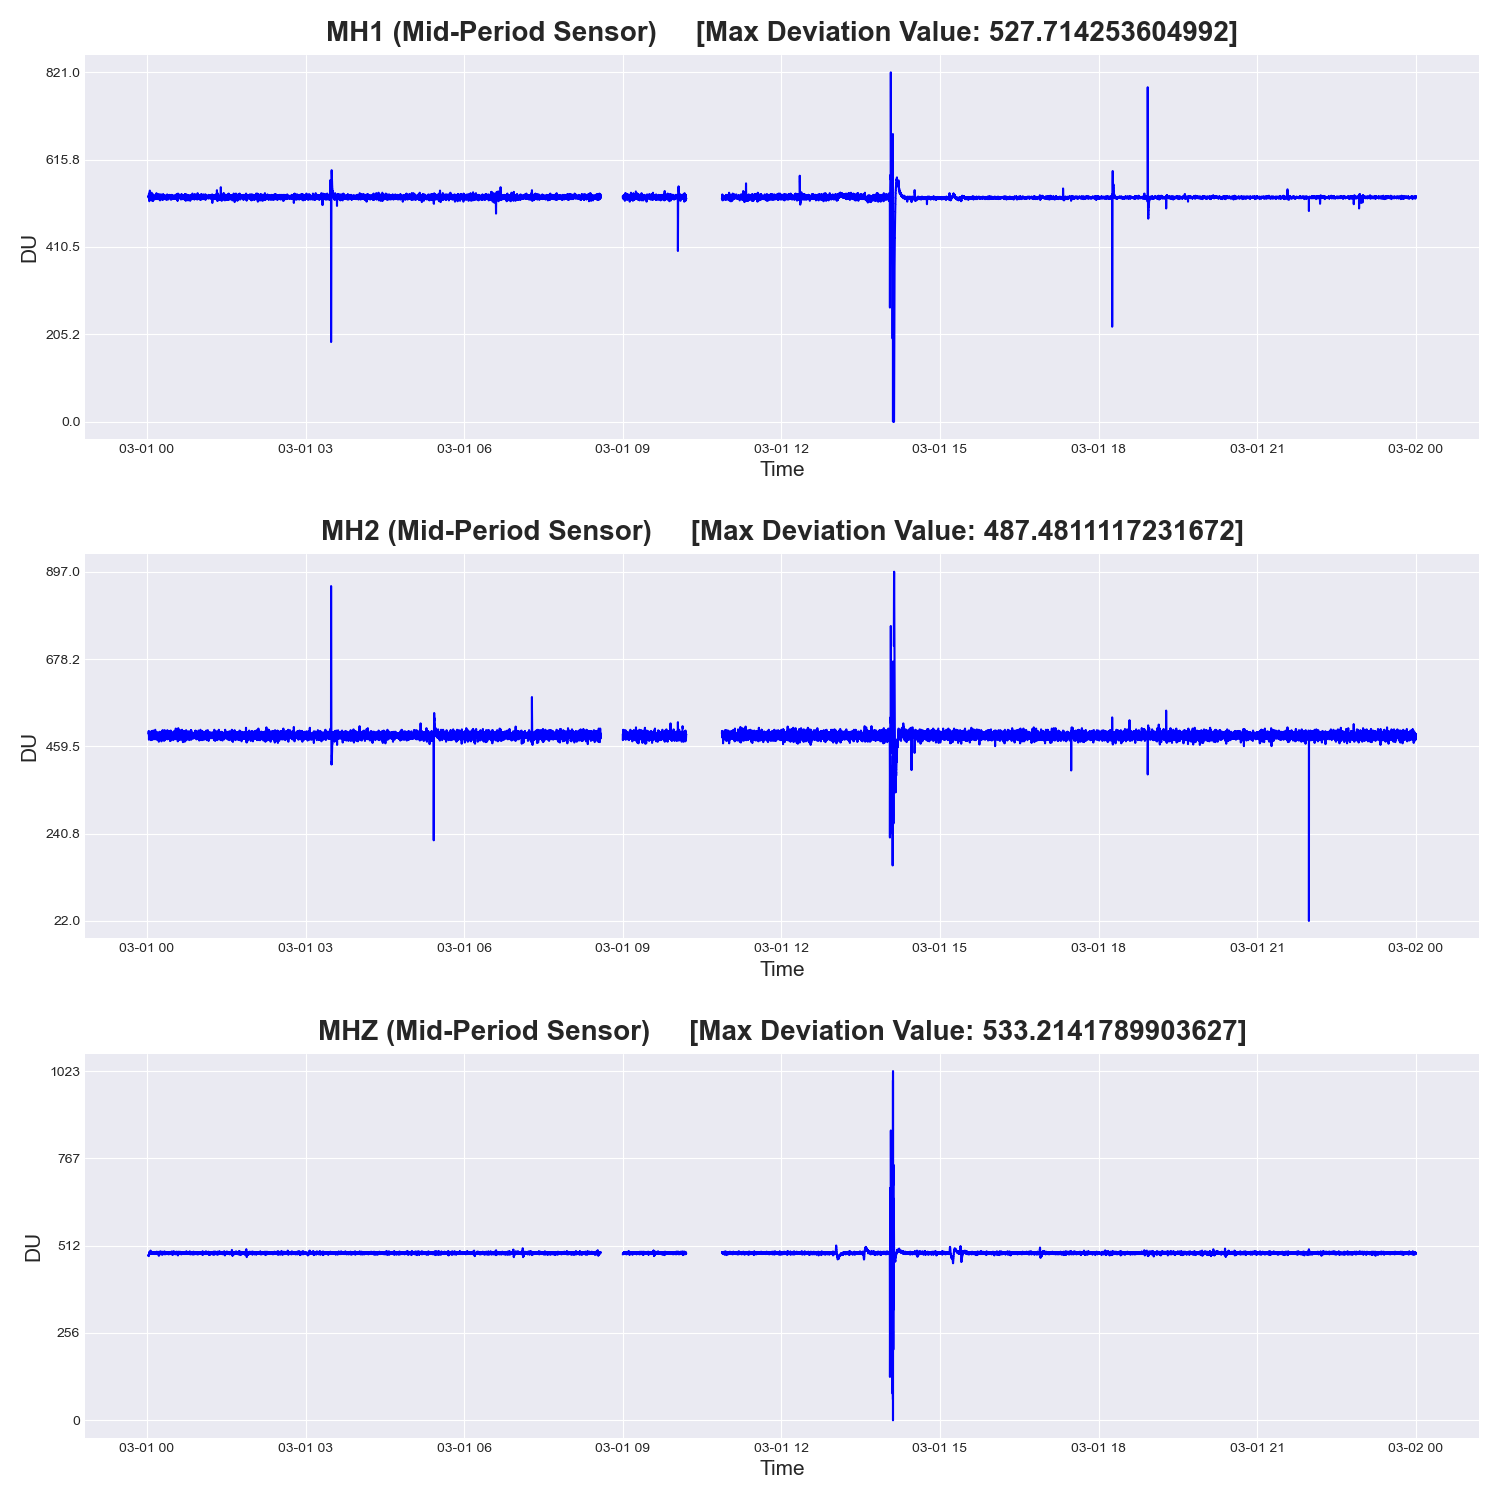 MH1 (Mid-Period Sensor) [Max Deviation Value: 527.714253604992]
821.0
615.8
410.5
205.2
0.0
DU
03-01 00 03-01 03 03-01 06 03-01 09 03-01 12 03-01 15 03-01 18 03-01 21 03-02 00
Time
MH2 (Mid-Period Sensor) [Max Deviation Value: 487.4811117231672]
897.0
678.2
459.5
240.8
22.0
DU
03-01 00 03-01 03 03-01 06 03-01 09 03-01 12 03-01 15 03-01 18 03-01 21 03-02 00
Time
MHZ (Mid-Period Sensor) [Max Deviation Value: 533.2141789903627]
1023
767
512
256
0
DU
03-01 00 03-01 03 03-01 06 03-01 09 03-01 12 03-01 15 03-01 18 03-01 21 03-02 00
Time